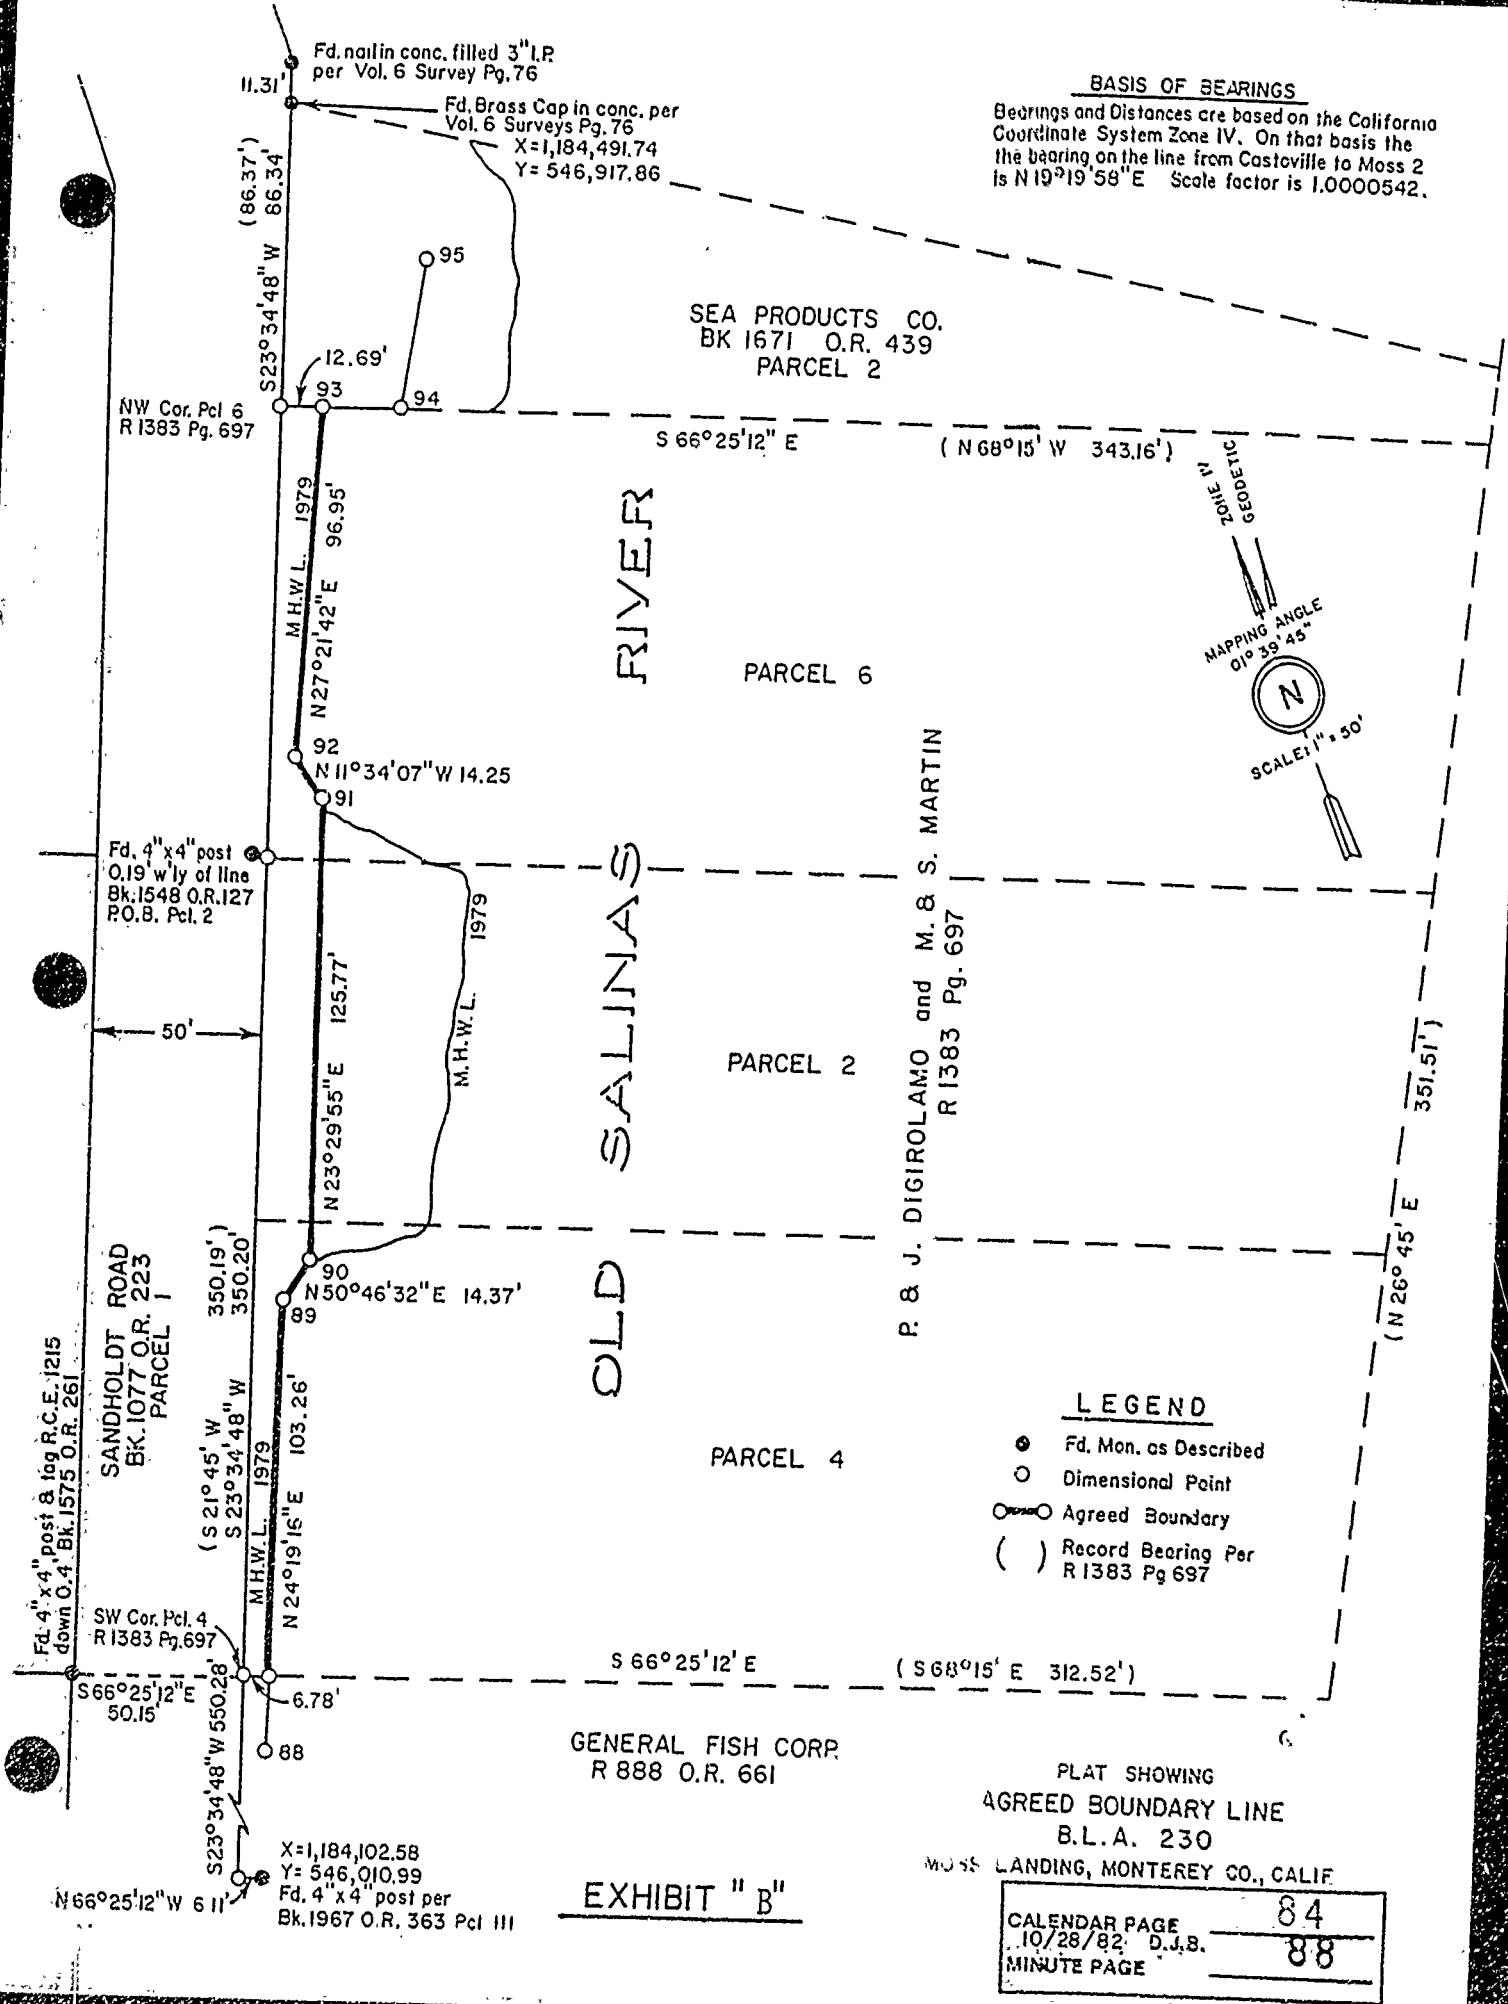 Fd. nail in conc. filled 3" I.P.
per Vol. 6 Survey Pg. 76
11.31'
Fd. Brass Cap in conc. per
Vol. 6 Surveys Pg. 76
X=1,184,491.74
Y= 546,917.86
BASIS OF BEARINGS
Bearings and Distances are based on the California
Coordinate System Zone IV. On that basis the
the bearing on the line from Castoville to Moss 2
is N 19°19'58"E Scale factor is 1.0000542.
(86.37')
86.34'
S23°34'48"W
95
SEA PRODUCTS CO.
BK 1671 O.R. 439
PARCEL 2
12.69'
93
94
NW Cor. Pcl 6
R 1383 Pg. 697
S 66°25'12" E
( N 68°15' W 343.16')
ZONE IV
GEODETIC
MAPPING ANGLE
01° 39' 45"
N
SCALE: 1" = 50'
M.H.W.L. 1979
N27°21'42"E 96.95'
RIVER
PARCEL 6
92
N 11°34'07"W 14.25
91
Fd. 4"x4" post
0.19' w'ly of line
Bk. 1548 O.R. 127
P.O.B. Pcl. 2
M.H.W.L. 1979
50'
N 23°29'55"E 125.77'
SALINAS
PARCEL 2
P. & J. DIGIROLAMO and M. & S. MARTIN
R 1383 Pg. 697
(N 26°45' E 351.51')
90
N50°46'32"E 14.37'
89
OLD
SANDHOLDT ROAD
BK. 1077 O.R. 223
PARCEL 1
(S 21°45' W 350.19')
S 23°34'48" W 350.20'
Fd. 4"x4" post & tag R.C.E. 1215
down 0.4' Bk. 1575 O.R. 261
M.H.W.L. 1979
N 24°19'16"E 103.26'
PARCEL 4
LEGEND
Fd. Mon. as Described
Dimensional Point
Agreed Boundary
( ) Record Bearing Per
R 1383 Pg 697
SW Cor. Pcl. 4
R 1383 Pg. 697
S 66°25'12' E
( S 68°15' E 312.52')
S66°25'12"E
50.15'
6.78'
88
S23°34'48"W 550.28'
GENERAL FISH CORP.
R 888 O.R. 661
X=1,184,102.58
Y= 546,010.99
Fd. 4"x4" post per
Bk. 1967 O.R. 363 Pcl III
N66°25'12"W 6.11'
EXHIBIT "B"
PLAT SHOWING
AGREED BOUNDARY LINE
B.L.A. 230
MOSS LANDING, MONTEREY CO., CALIF.
CALENDAR PAGE 84
10/28/82 D.J.B.
MINUTE PAGE 88